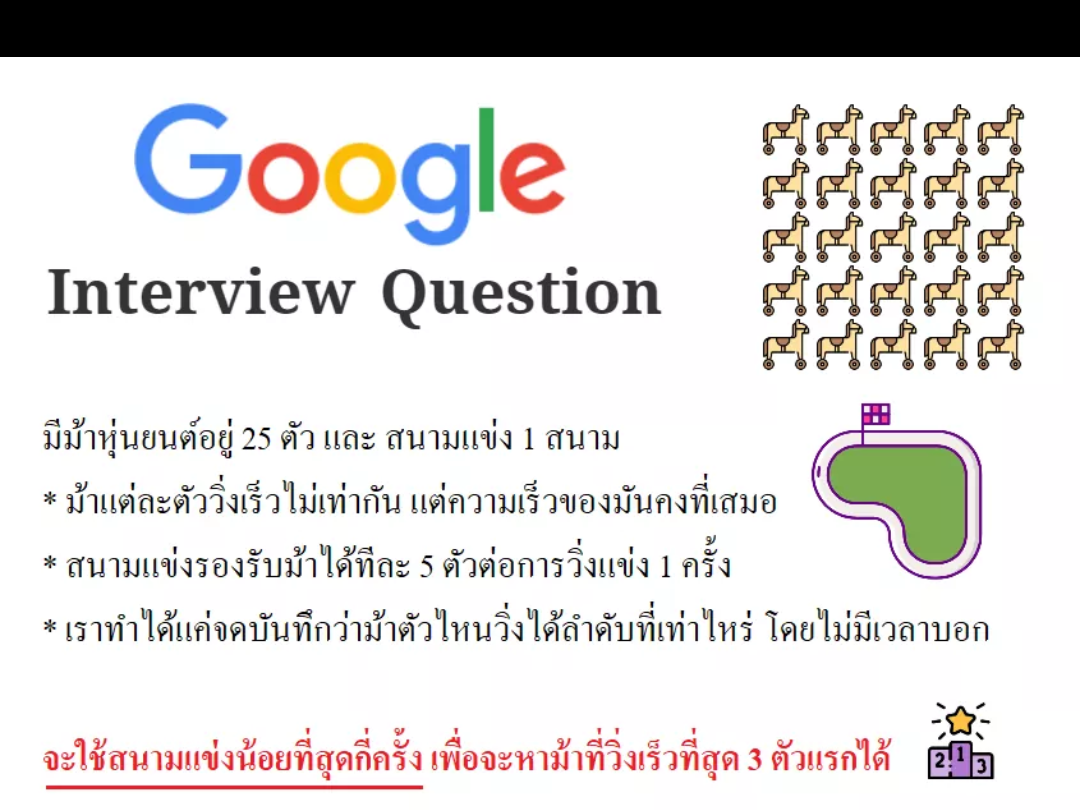 Google
Interview Question
มีม้าหุ่นยนต์อยู่ 25 ตัว และ สนามแข่ง 1 สนาม
* ม้าแต่ละตัววิ่งเร็วไม่เท่ากัน แต่ความเร็วของมันคงที่เสมอ
* สนามแข่งรองรับม้าได้ทีละ 5 ตัวต่อการวิ่งแข่ง 1 ครั้ง
* เราทำได้แค่จดบันทึกว่าม้าตัวไหนวิ่งได้ลำดับที่เท่าไหร่ โดยไม่มีเวลาบอก
จะใช้สนามแข่งน้อยที่สุดกี่ครั้ง เพื่อจะหาม้าที่วิ่งเร็วที่สุด 3 ตัวแรกได้
2 1 3